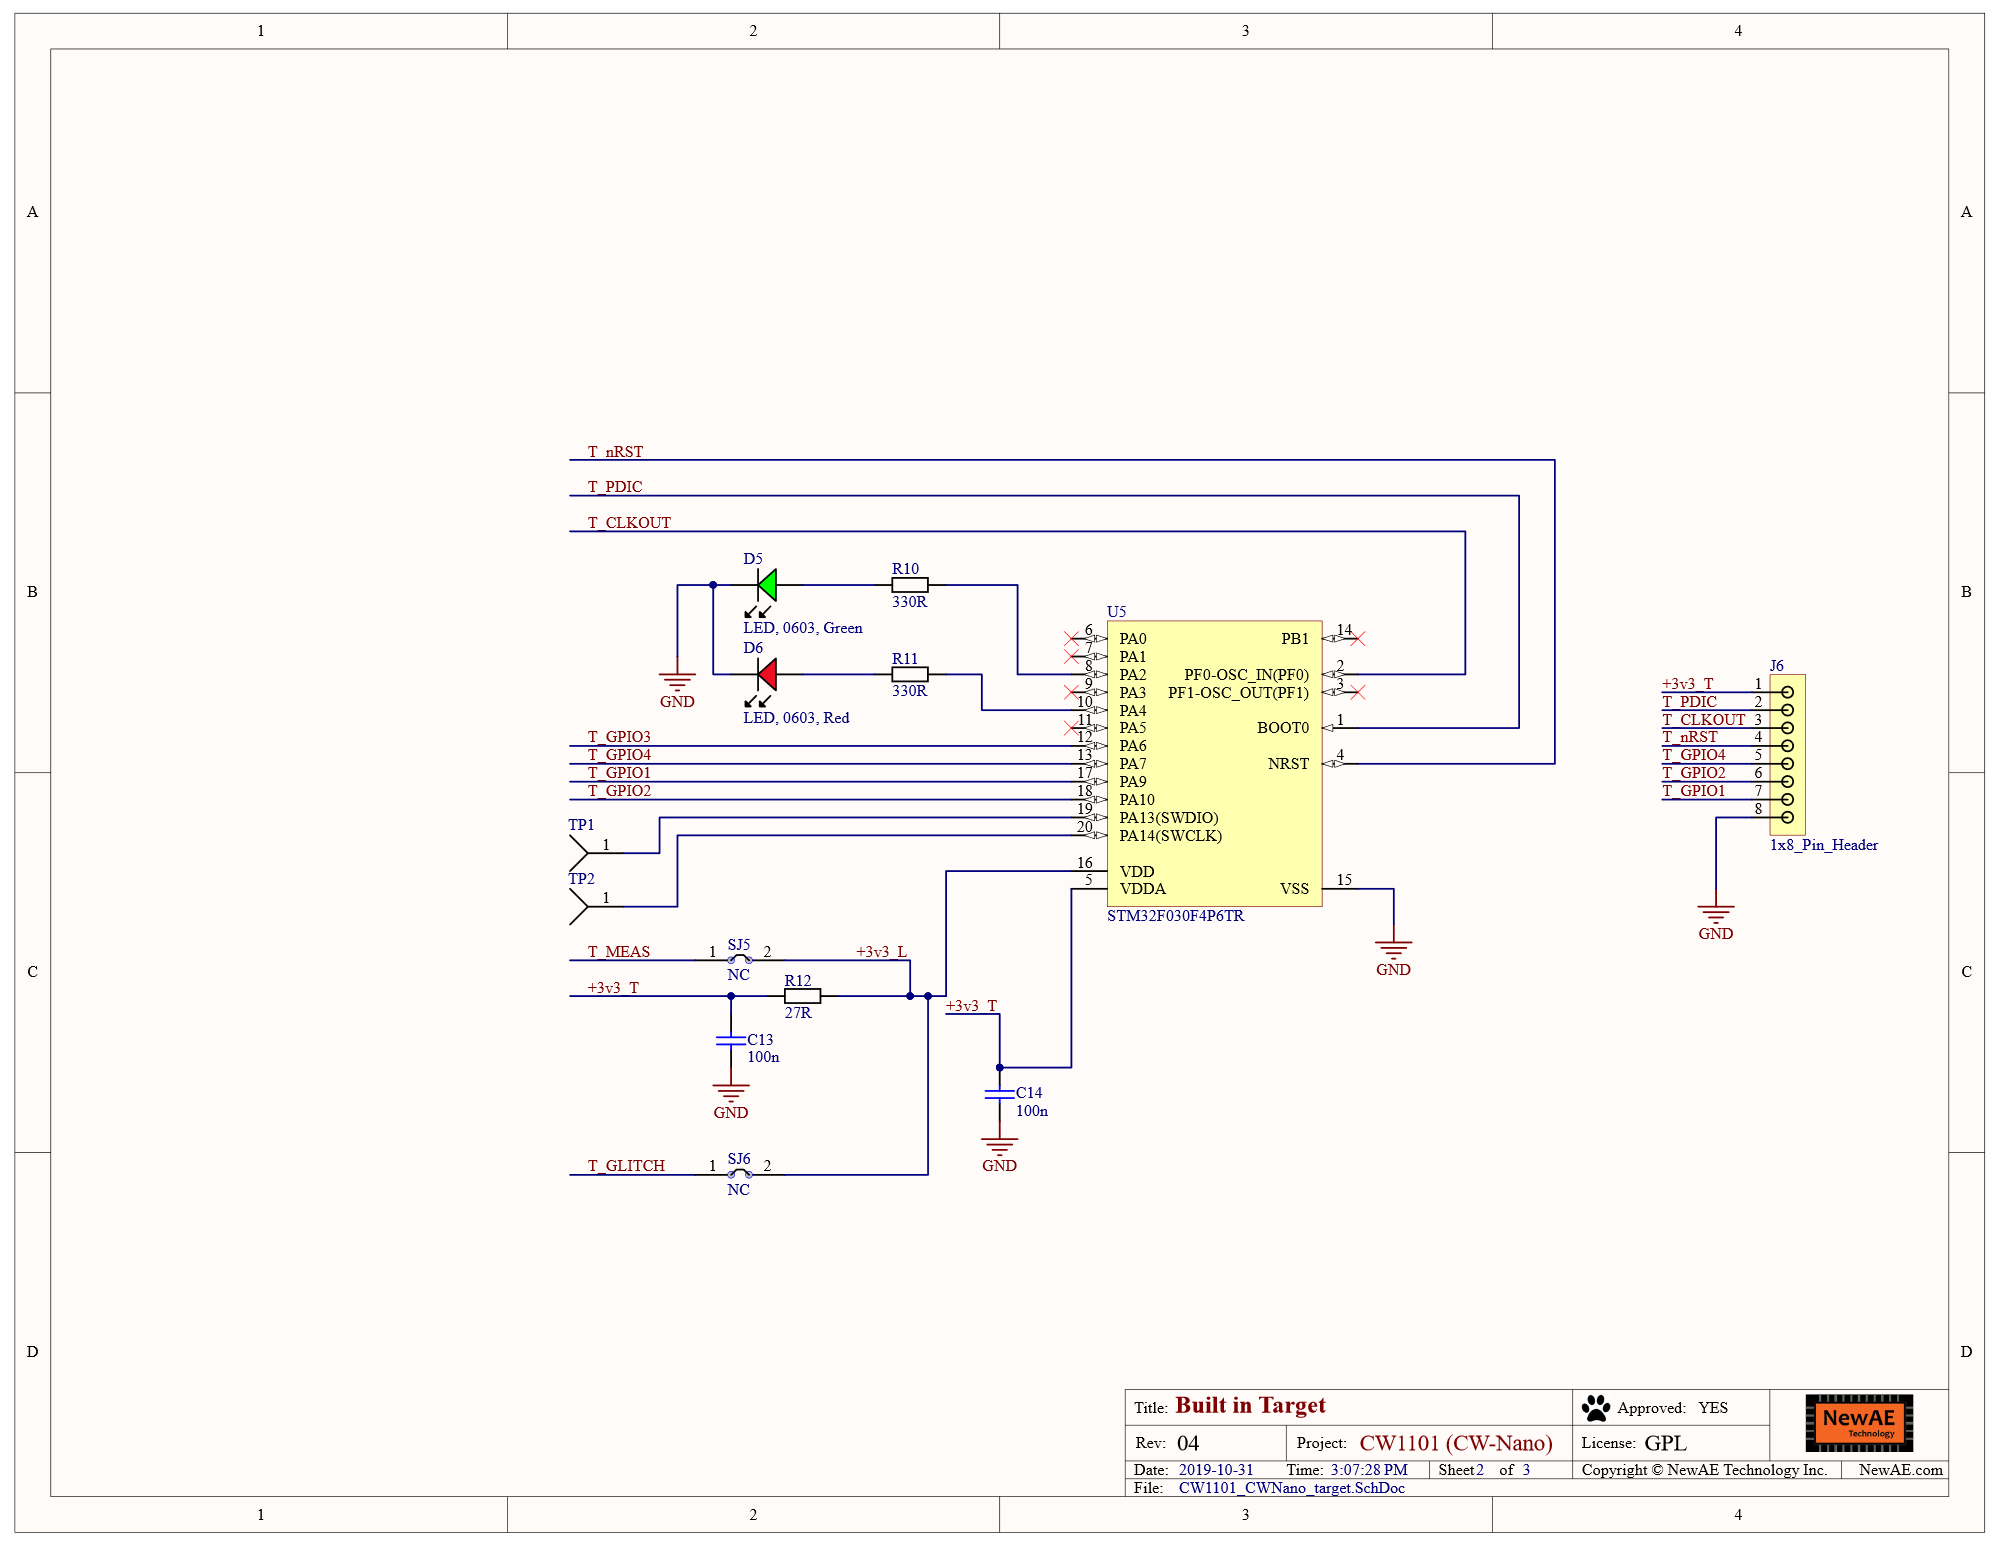 1 2 3 4
A A
T_nRST
T_PDIC
T_CLKOUT
D5
R10
330R
LED, 0603, Green
B B
U5
D6
R11
330R
GND
LED, 0603, Red
6 PA0
7 PA1
8 PA2
9 PA3
10 PA4
11 PA5
T_GPIO3 12 PA6
T_GPIO4 13 PA7
T_GPIO1 17 PA9
T_GPIO2 18 PA10
19 PA13(SWDIO)
20 PA14(SWCLK)
16 VDD
5 VDDA
PB1 14
PF0-OSC_IN(PF0) 2
PF1-OSC_OUT(PF1) 3
BOOT0 1
NRST 4
VSS 15
STM32F030F4P6TR
GND
J6
+3v3_T 1
T_PDIC 2
T_CLKOUT 3
T_nRST 4
T_GPIO4 5
T_GPIO2 6
T_GPIO1 7
8
1x8_Pin_Header
GND
TP1
1
TP2
1
C C
T_MEAS 1 SJ5 2 +3v3_L
NC
+3v3_T R12
27R
+3v3_T
C13
100n
GND
C14
100n
GND
T_GLITCH 1 SJ6 2
NC
D D
Title: Built in Target
Approved: YES
NewAE
Technology
Rev: 04 Project: CW1101 (CW-Nano) License: GPL
Date: 2019-10-31 Time: 3:07:28 PM Sheet 2 of 3 Copyright © NewAE Technology Inc. NewAE.com
File: CW1101_CWNano_target.SchDoc
1 2 3 4